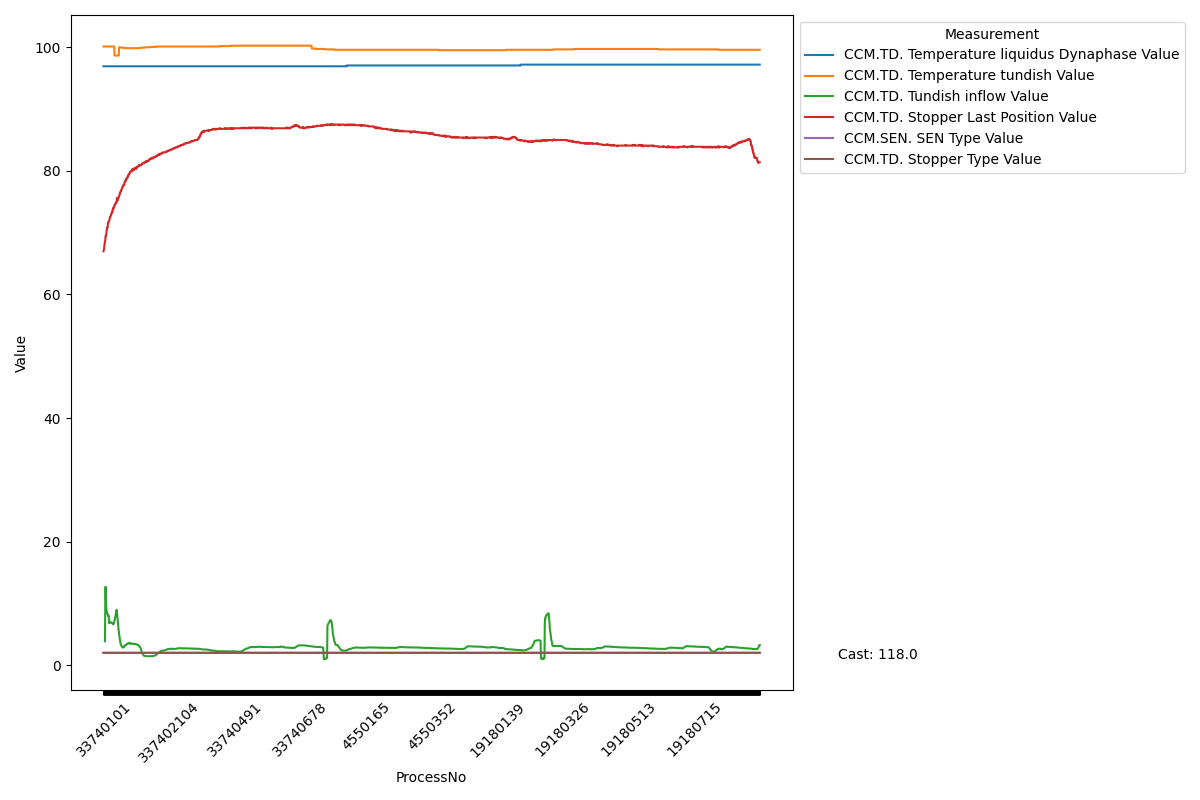 Measurement
CCM.TD. Temperature liquidus Dynaphase Value
CCM.TD. Temperature tundish Value
CCM.TD. Tundish inflow Value
CCM.TD. Stopper Last Position Value
CCM.SEN. SEN Type Value
CCM.TD. Stopper Type Value
100
80
60
40
20
0
Value
Cast: 118.0
33740101
337402104
33740491
33740678
4550165
4550352
19180139
19180326
19180513
19180715
ProcessNo